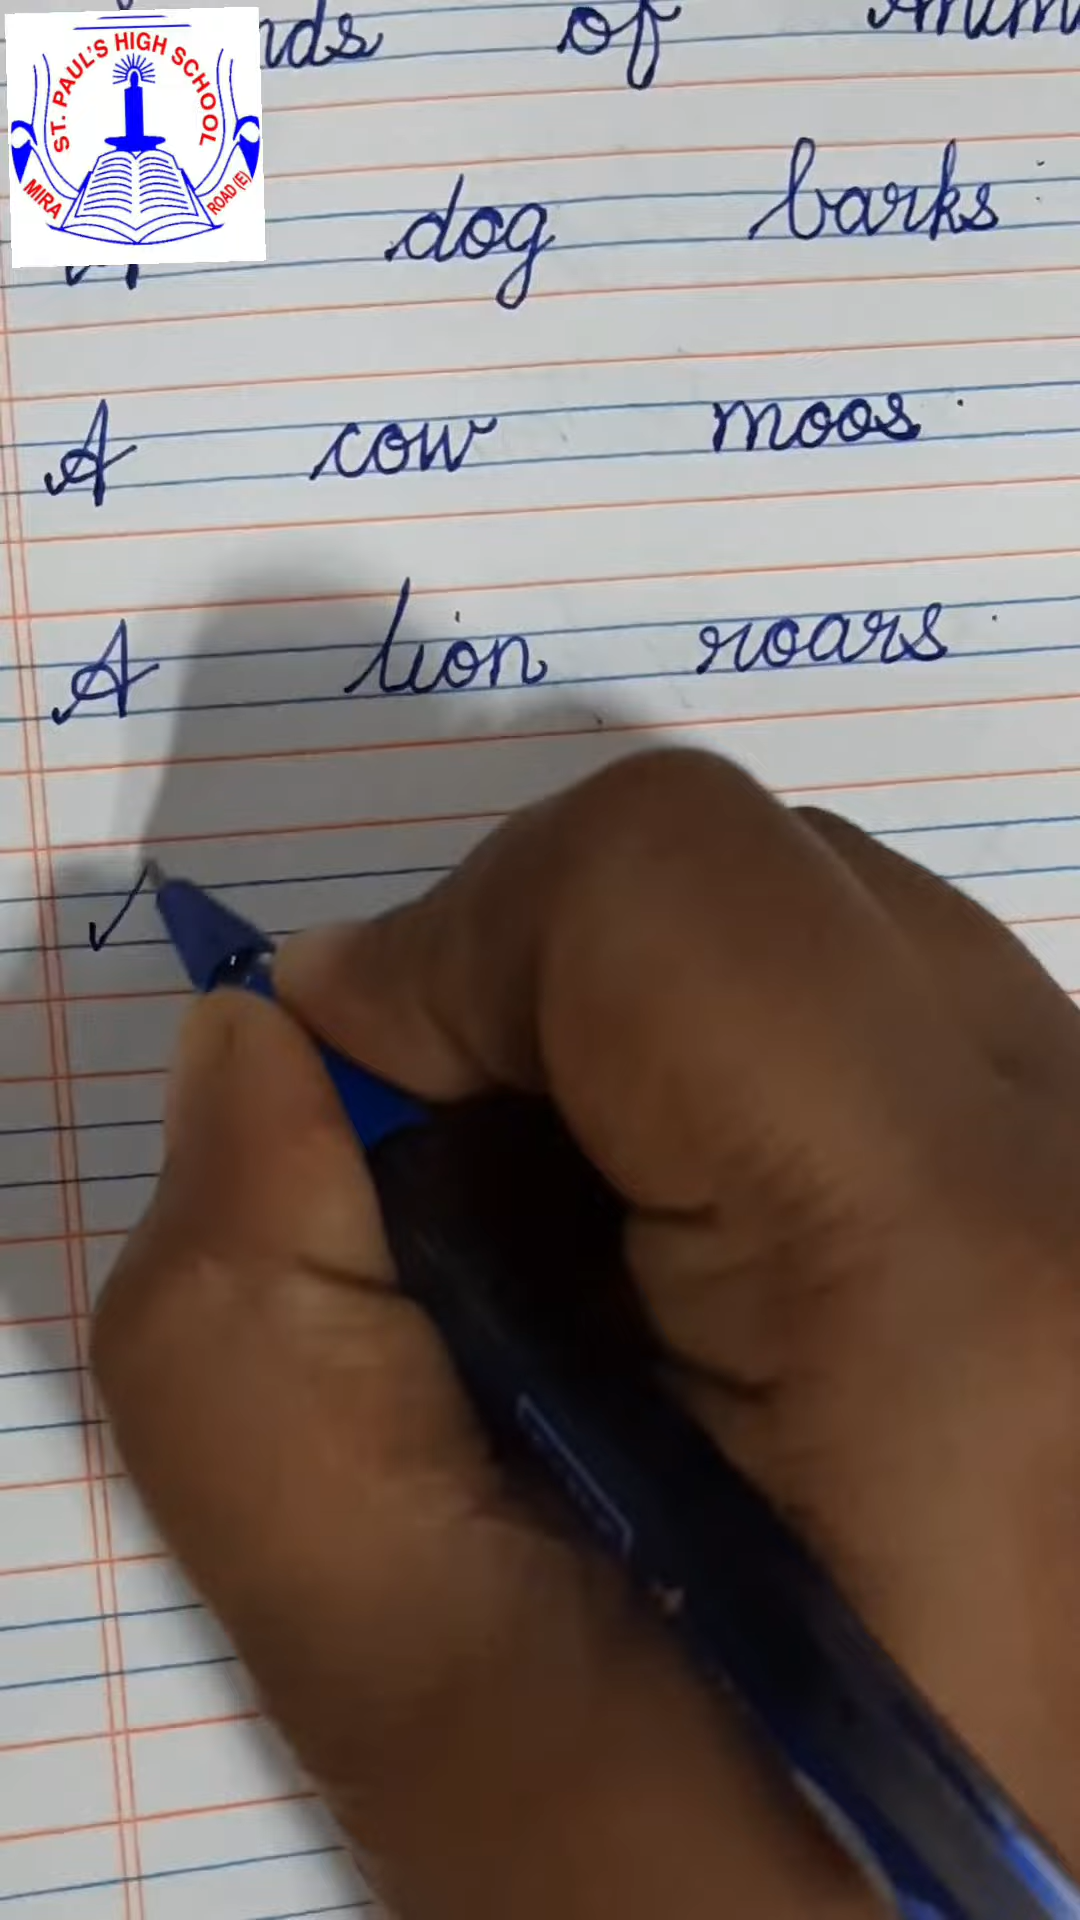 ST. PAUL'S HIGH SCHOOL
MIRA ROAD (E)
of
dog barks.
A cow moos.
A lion roars.